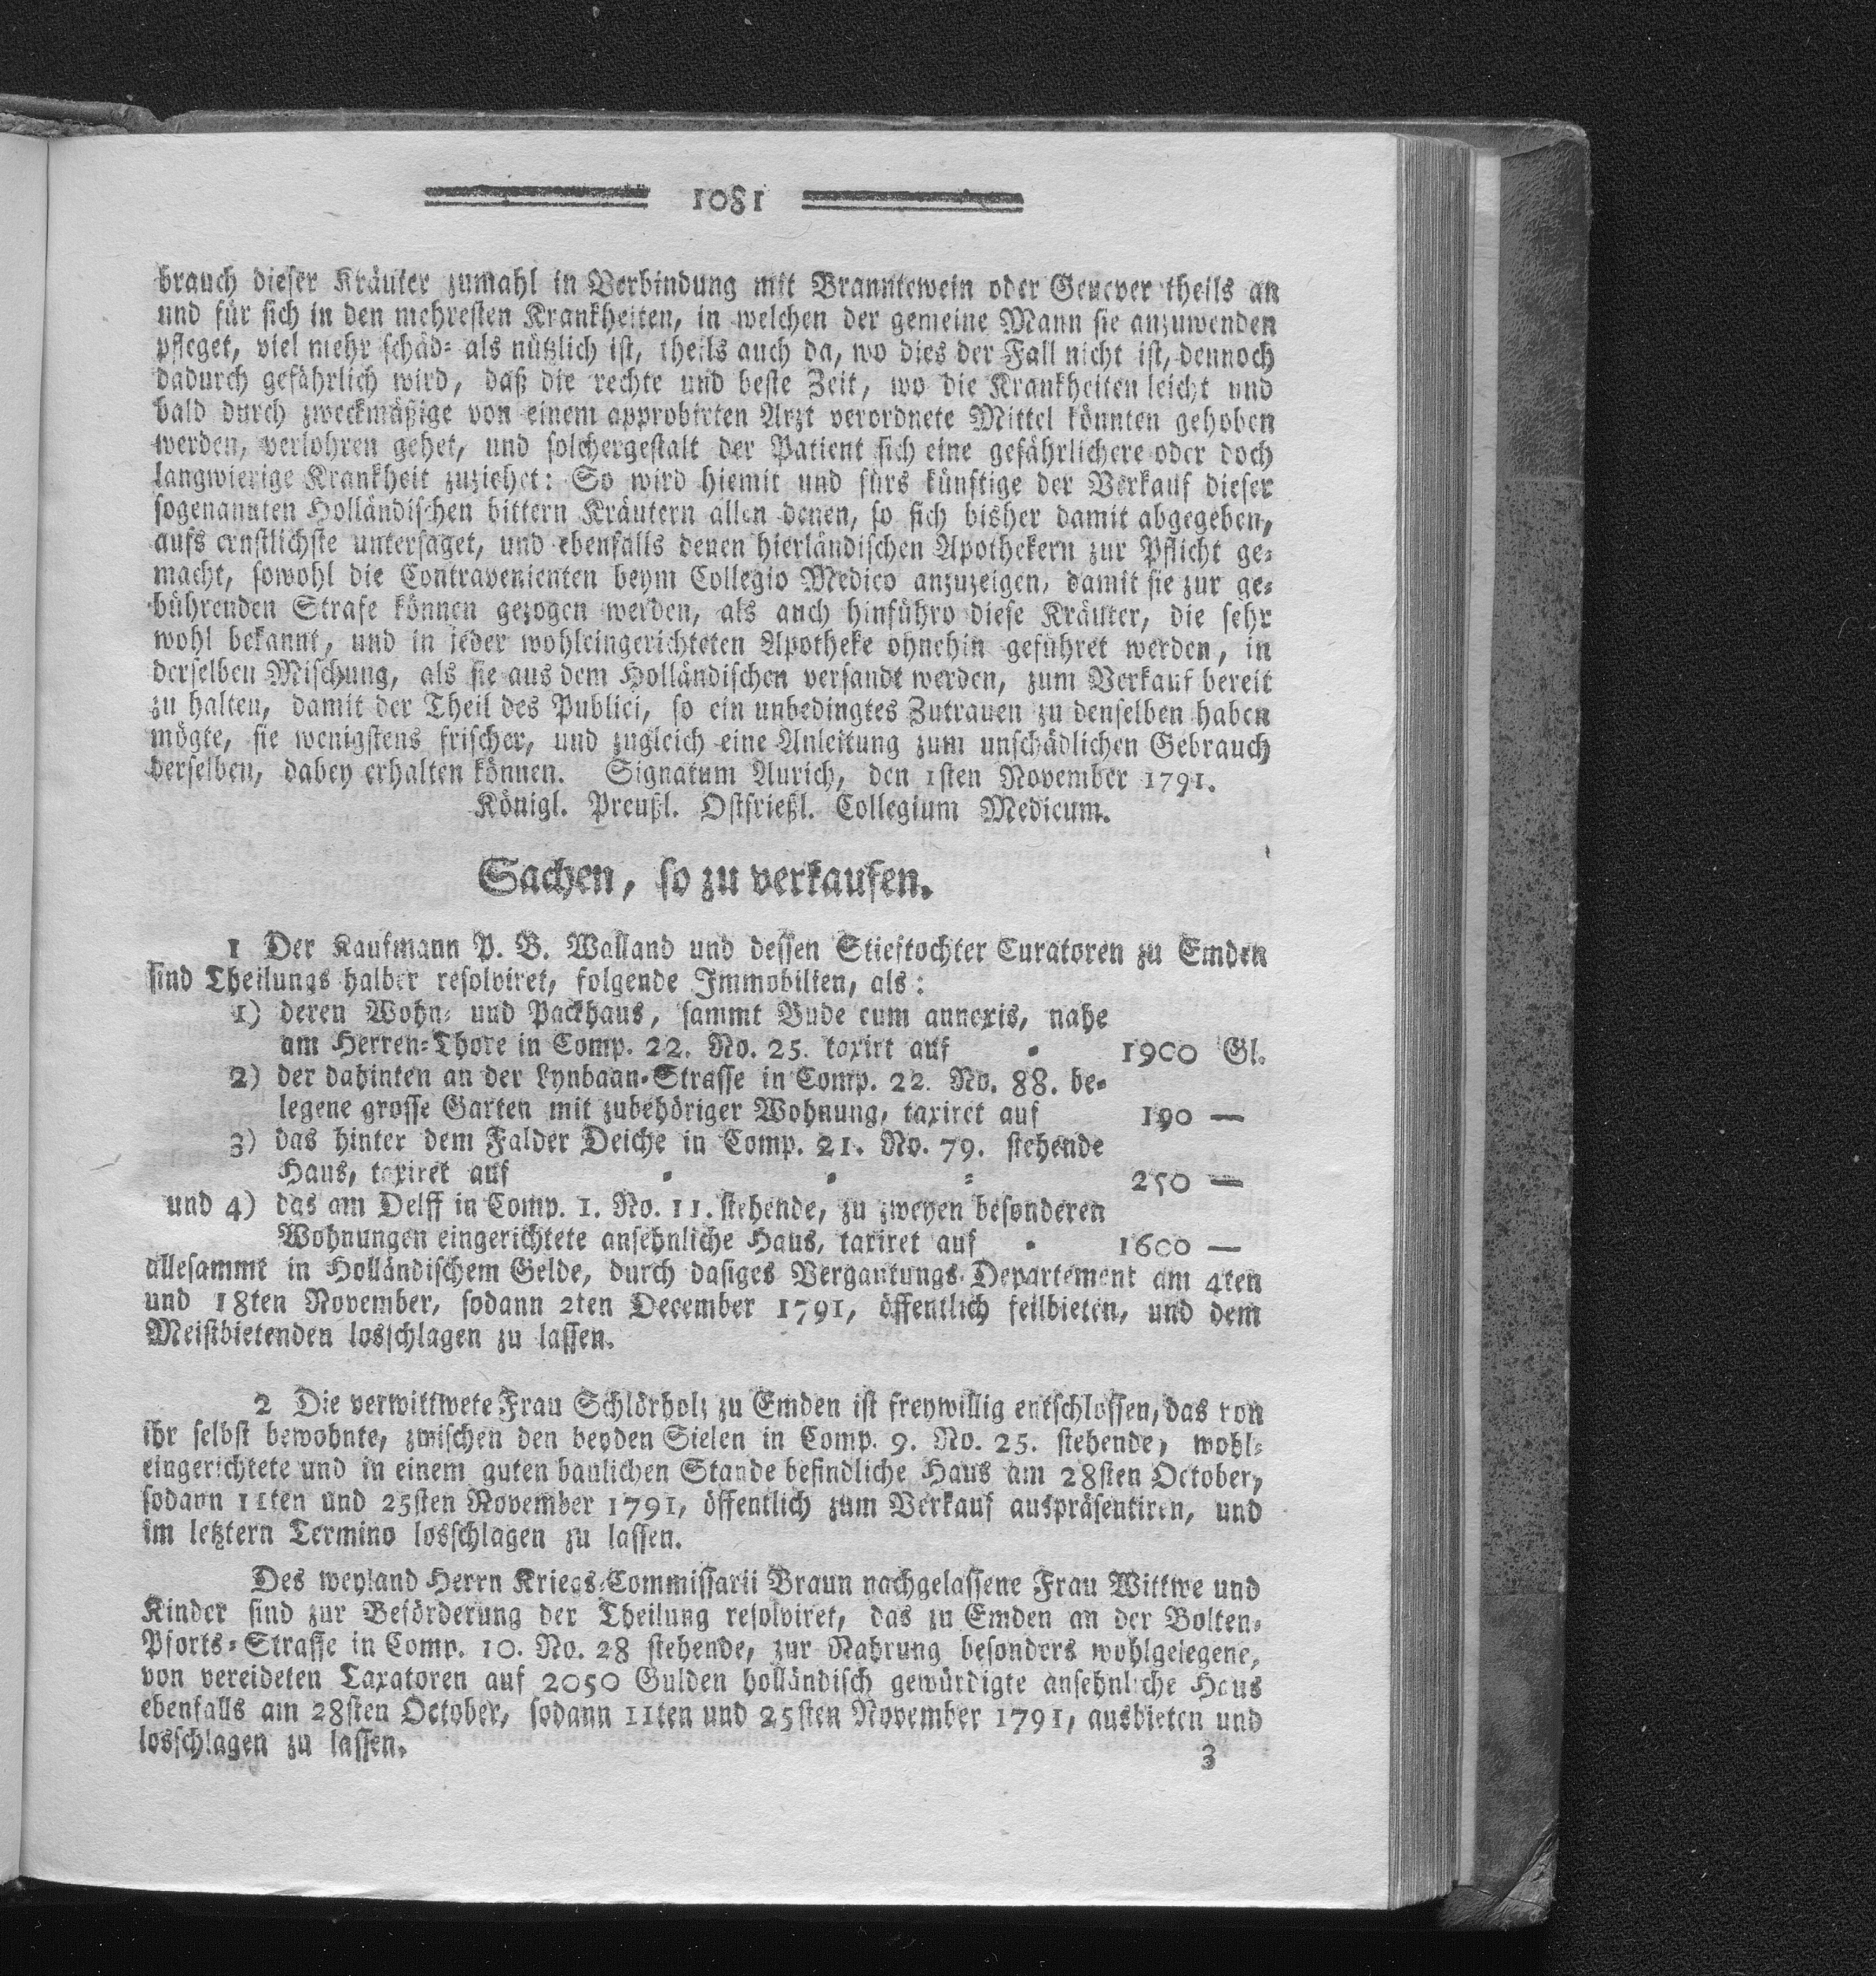 1081
brauch dieser Kräuter zumahl in Verbindung mit Branntewein oder Genever theils an
und für sich in den mehresten Krankheiten, in welchen der gemeine Mann sie anzuwenden
pfleget, viel mehr schäd= als nützlich ist, theils auch da, wo dies der Fall nicht ist, dennoch
dadurch gefährlich wird, daß die rechte und beste Zeit, wo die Krankheiten leicht und
bald durch zweckmäßige von einem approbirten Arzt verordnete Mittel könnten gehoben
werden, verlohren gehet, und solchergestalt der Patient sich eine gefährlichere oder doch
langwierige Krankheit zuziehet: So wird hiemit und fürs künftige der Verkauf dieser
sogenannten Holländischen bittern Kräutern allen denen, so sich bisher damit abgegeben,
aufs ernstlichste untersaget, und ebenfalls denen hierländischen Apothekern zur Pflicht ge=
macht, sowohl die Contravenienten beym Collegio Medico anzuzeigen, damit sie zur ge=
bührenden Strafe können gezogen werden, als auch hinführo diese Kräuter, die sehr
wohl bekannt, und in jeder wohleingerichteten Apotheke ohnehin geführet werden, in
derselben Mischung, als sie aus dem Holländischen versandt werden, zum Verkauf bereit
zu halten, damit der Theil des Publici, so ein unbedingtes Zutrauen zu denselben haben
mögte, sie wenigstens frischer, und zugleich eine Anleitung zum unschädlichen Gebrauch
derselben, dabey erhalten können. Signatum Aurich, den 1sten November 1791.
Königl. Preußl. Ostfrießl. Collegium Medicum.
Sachen, so zu verkaufen.
1 Der Kaufmann P. B. Walland und dessen Stieftochter Curatoren zu Emden
sind Theilungs halber resolviret, folgende Immobilien, als:
1) deren Wohn= und Packhaus, sammt Bude cum annexis, nahe
am Herren=Thore in Comp. 22. No. 25. taxirt auf = 1900 Gl.
2) der dahinten an der Lynbaan=Strasse in Comp. 22. No. 88. be=
legene grosse Garten mit zubehöriger Wohnung, taxiret auf 190 —
3) das hinter dem Falder Deiche in Comp. 21. No. 79. stehende
Haus, taxiret auf = = = 250 —
und 4) das am Delff in Comp. 1. No. 11. stehende, zu zweyen besonderen
Wohnungen eingerichtete ansehnliche Haus, taxiret auf = 1600 —
allesammt in Holländischem Gelde, durch dasiges Vergantungs=Departement am 4ten
und 18ten November, sodann 2ten December 1791, öffentlich feilbieten, und dem
Meistbietenden losschlagen zu lassen.
2 Die verwittwete Frau Schlörholz zu Emden ist freywillig entschlossen, das von
ihr selbst bewohnte, zwischen den beyden Sielen in Comp. 9. No. 25. stehende, wohl=
eingerichtete und in einem guten baulichen Stande befindliche Haus am 28sten October,
sodann 11ten und 25sten November 1791, öffentlich zum Verkauf auspräsentiren, und
im letztern Termino losschlagen zu lassen.
Des weyland Herrn Kriegs=Commissarii Braun nachgelassene Frau Wittwe und
Kinder sind zur Beförderung der Theilung resolviret, das zu Emden an der Bolten=
Pforts=Strasse in Comp. 10. No. 28 stehende, zur Nahrung besonders wohlgelegene,
von vereideten Taxatoren auf 2050 Gulden holländisch gewürdigte ansehnliche Haus
ebenfalls am 28sten October, sodann 11ten und 25sten November 1791, ausbieten und
losschlagen zu lassen.
3